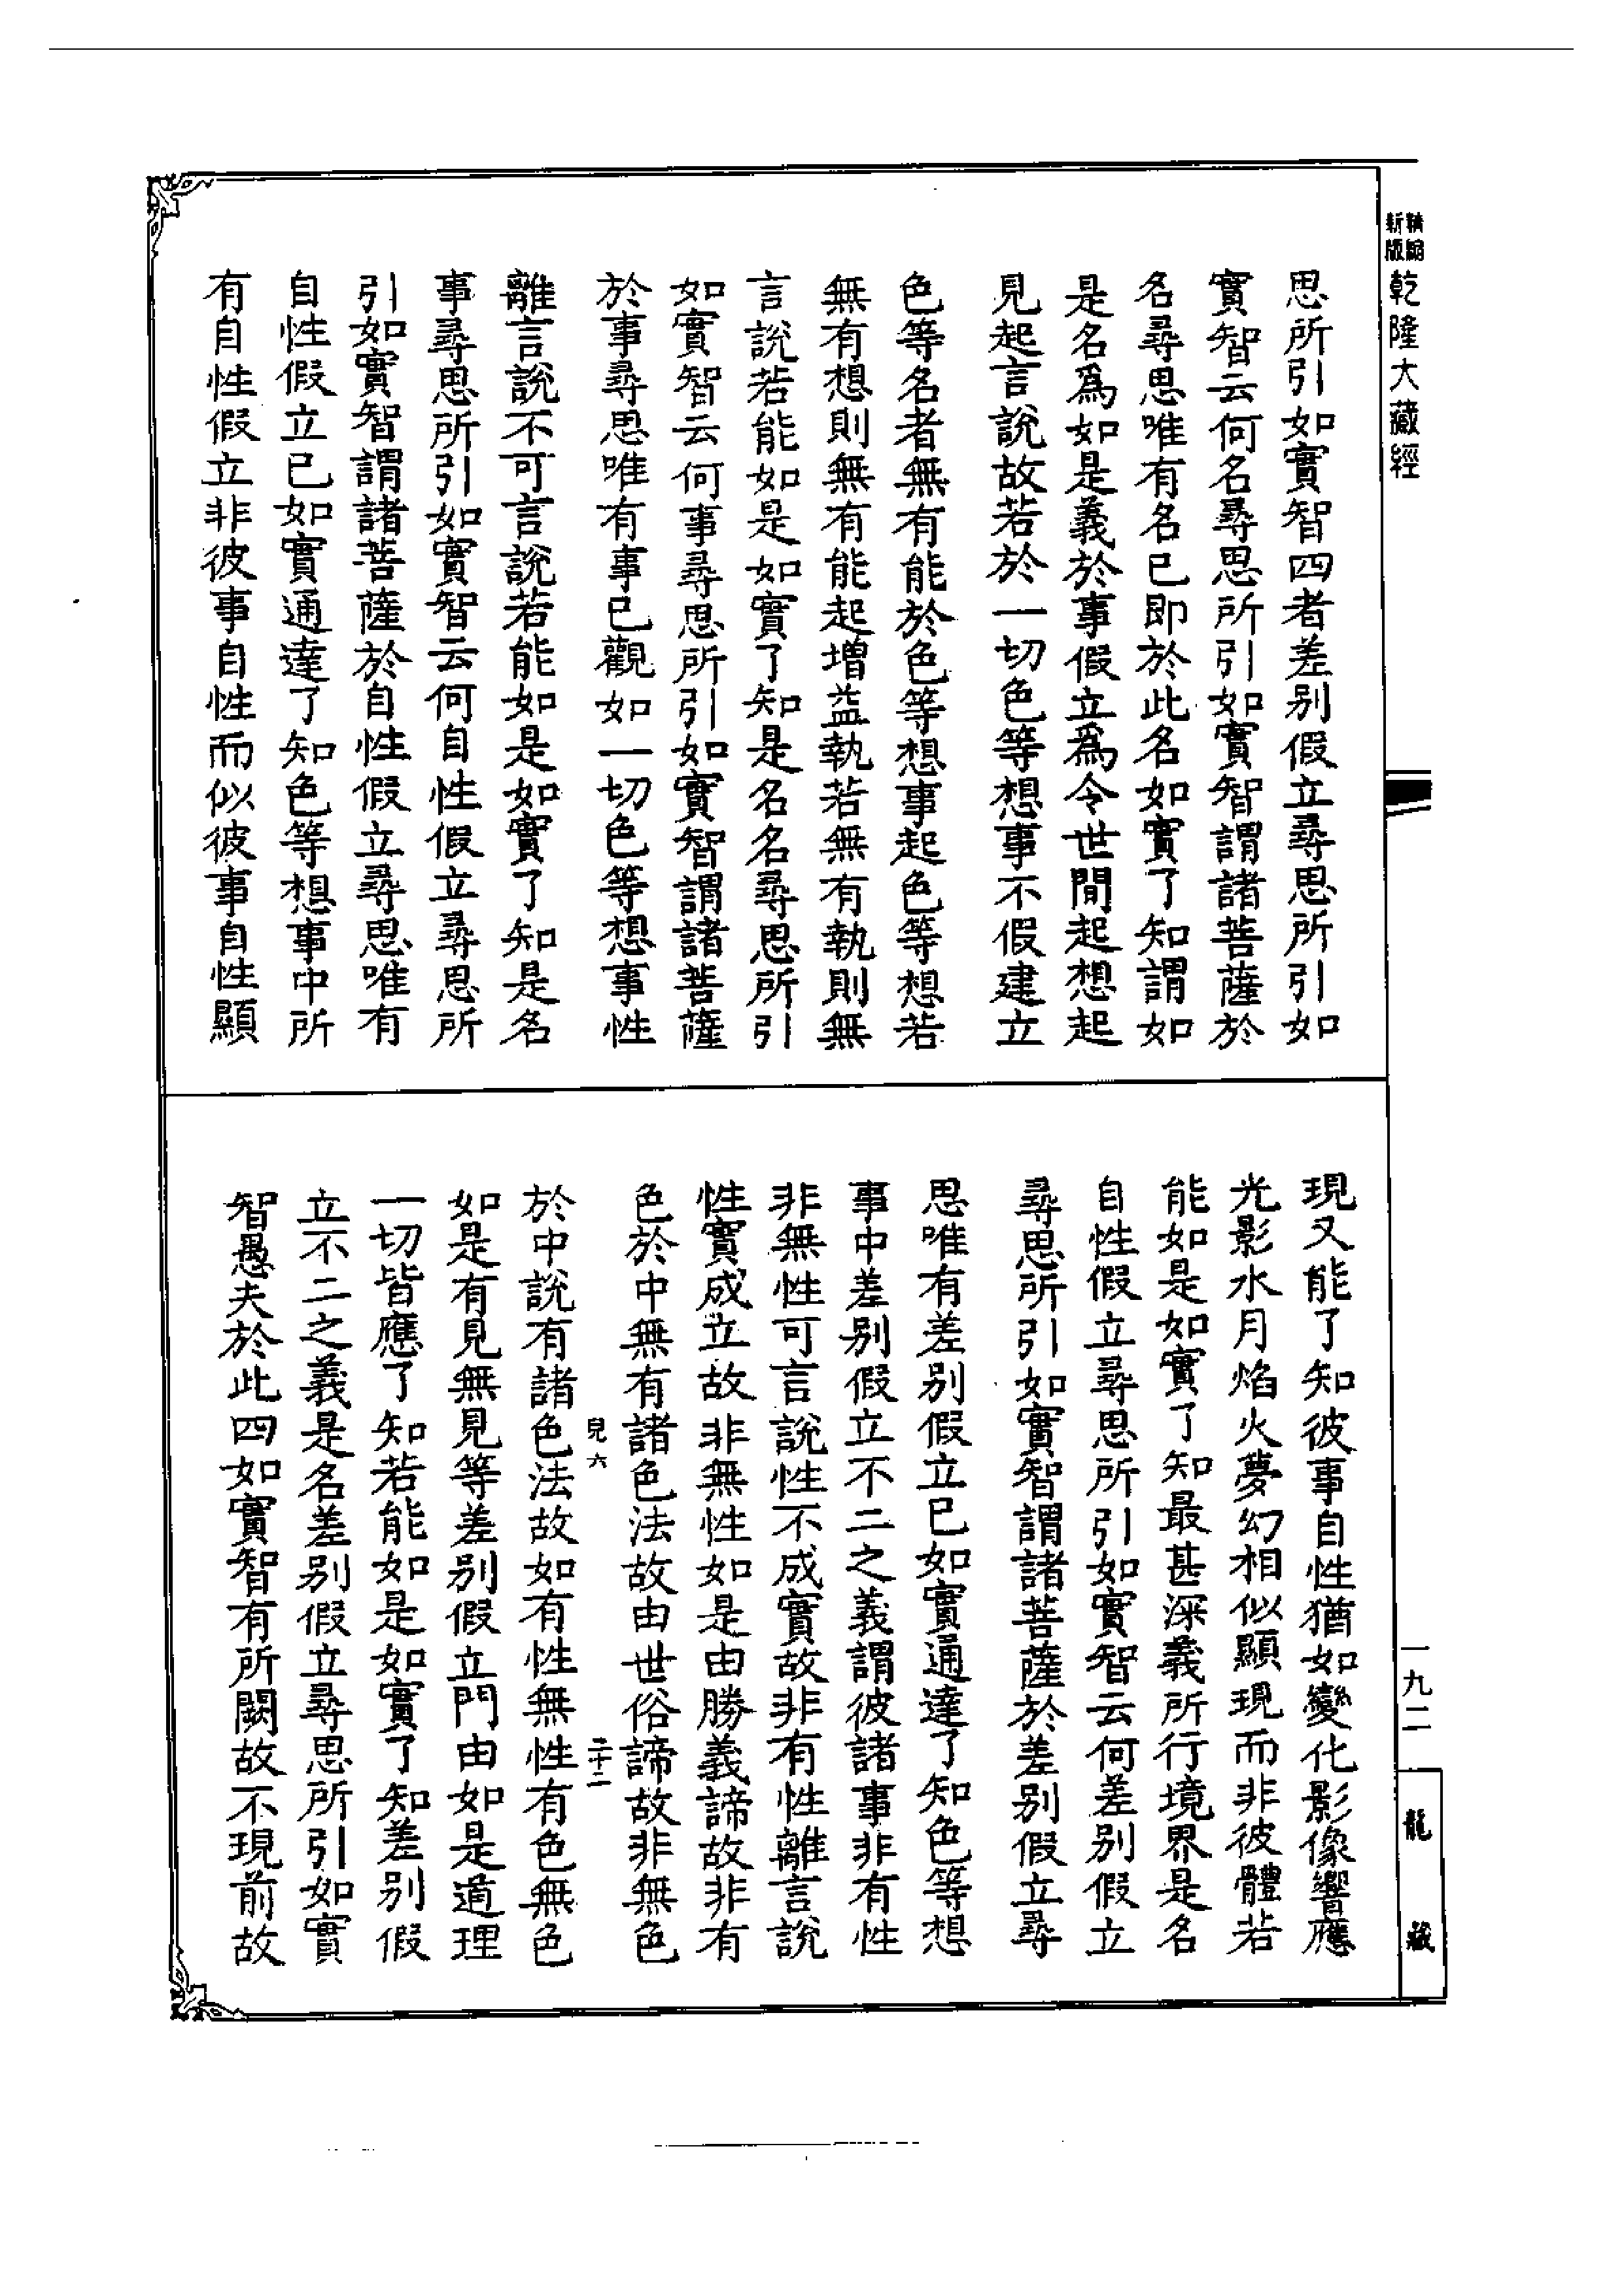 精縮
新版
乾隆大藏經
思所引如實智四者差别假立尋思所引如
實智云何名尋思所引如實智謂諸菩薩於
名尋思唯有名已即於此名如實了知謂如
是名爲如是義於事假立爲令世間起想起
見起言說故若於一切色等想事不假建立
色等名者無有能於色等想事起色等想若
無有想則無有能起增益執若無有執則無
言說若能如是如實了知是名名尋思所引
如實智云何事尋思所引如實智謂諸菩薩
於事尋思唯有事已觀如一切色等想事性
離言說不可言說若能如是如實了知是名
事尋思所引如實智云何自性假立尋思所
引如實智謂諸菩薩於自性假立尋思唯有
自性假立已如實通達了知色等想事中所
有自性假立非彼事自性而似彼事自性顯
現又能了知彼事自性猶如變化影像響應
光影水月焰火夢幻相似顯現而非彼體若
能如是如實了知最甚深義所行境界是名
自性假立尋思所引如實智云何差别假立
尋思所引如實智謂諸菩薩於差别假立尋
思唯有差别假立已如實通達了知色等想
事中差别假立不二之義謂彼諸事非有性
非無性可言說性不成實故非有性離言說
性實成立故非無性如是由勝義諦故非有
色於中無有諸色法故由世俗諦故非無色
皃六
二十二
於中說有諸色法故如有性無性有色無色
如是有見無見等差别假立門由如是道理
一切皆應了知若能如是如實了知差别假
立不二之義是名差别假立尋思所引如實
智愚夫於此四如實智有所闕故不現前故
一九二
龍藏